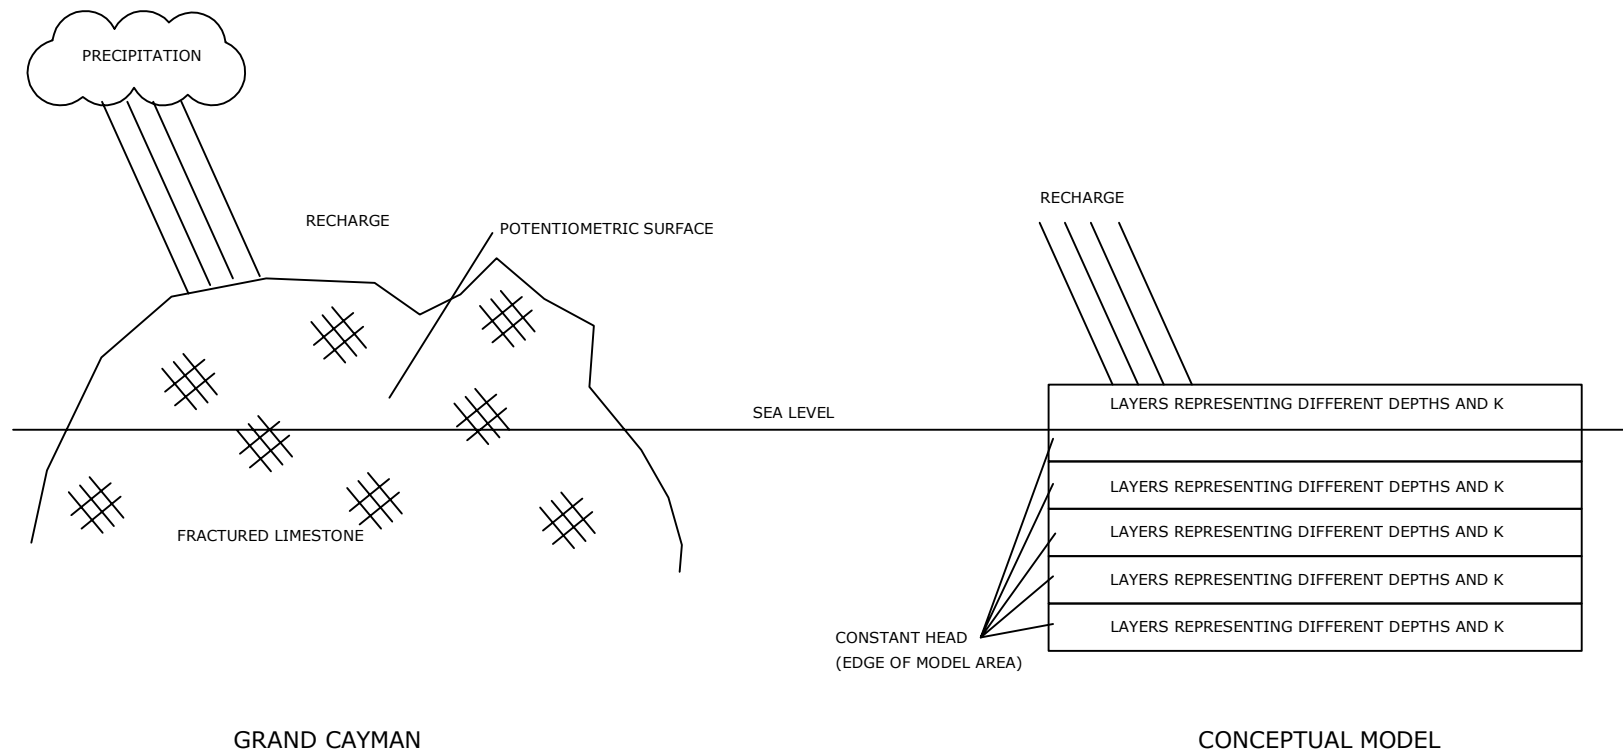 PRECIPITATION
RECHARGE
POTENTIOMETRIC SURFACE
FRACTURED LIMESTONE
GRAND CAYMAN
SEA LEVEL
RECHARGE
LAYERS REPRESENTING DIFFERENT DEPTHS AND K
LAYERS REPRESENTING DIFFERENT DEPTHS AND K
LAYERS REPRESENTING DIFFERENT DEPTHS AND K
LAYERS REPRESENTING DIFFERENT DEPTHS AND K
LAYERS REPRESENTING DIFFERENT DEPTHS AND K
CONSTANT HEAD
(EDGE OF MODEL AREA)
CONCEPTUAL MODEL